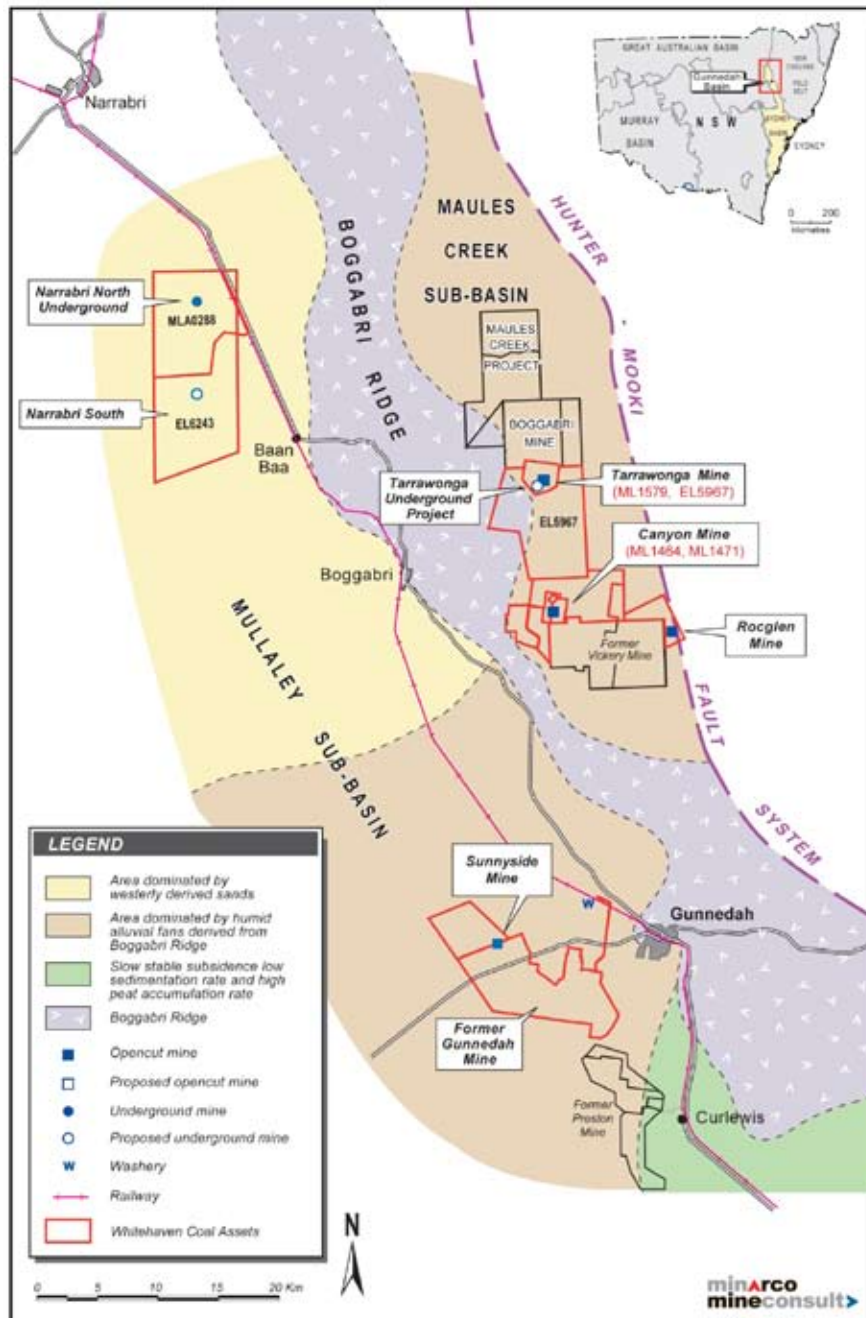 GREAT AUSTRALIAN BASIN
NEW
ENGLAND
FOLD
BELT
Gunnedah
Basin
MURRAY
BASIN
NSW
SYDNEY
BASIN
SYDNEY
0 200
kilometres
Narrabri
HUNTER
MOOKI
FAULT
SYSTEM
MAULES
CREEK
SUB-BASIN
BOGGABRI RIDGE
Narrabri North
Underground
MLA0288
MAULES
CREEK
PROJECT
Narrabri South
EL6243
Baan
Baa
BOGGABRI
MINE
Tarrawonga
Underground
Project
Tarrawonga Mine
(ML1579, EL5967)
EL5967
Canyon Mine
(ML1464, ML1471)
Boggabri
Former
Vickery Mine
Rocglen
Mine
MULLALEY SUB-BASIN
Sunnyside
Mine
W
Gunnedah
Former
Gunnedah
Mine
Former
Preston
Mine
Curlewis
LEGEND
Area dominated by
westerly derived sands
Area dominated by humid
alluvial fans derived from
Boggabri Ridge
Slow stable subsidence low
sedimentation rate and high
peat accumulation rate
Boggabri Ridge
Opencut mine
Proposed opencut mine
Underground mine
Proposed underground mine
W Washery
Railway
Whitehaven Coal Assets
N
0 5 10 15 20 Km
minarco
mineconsult